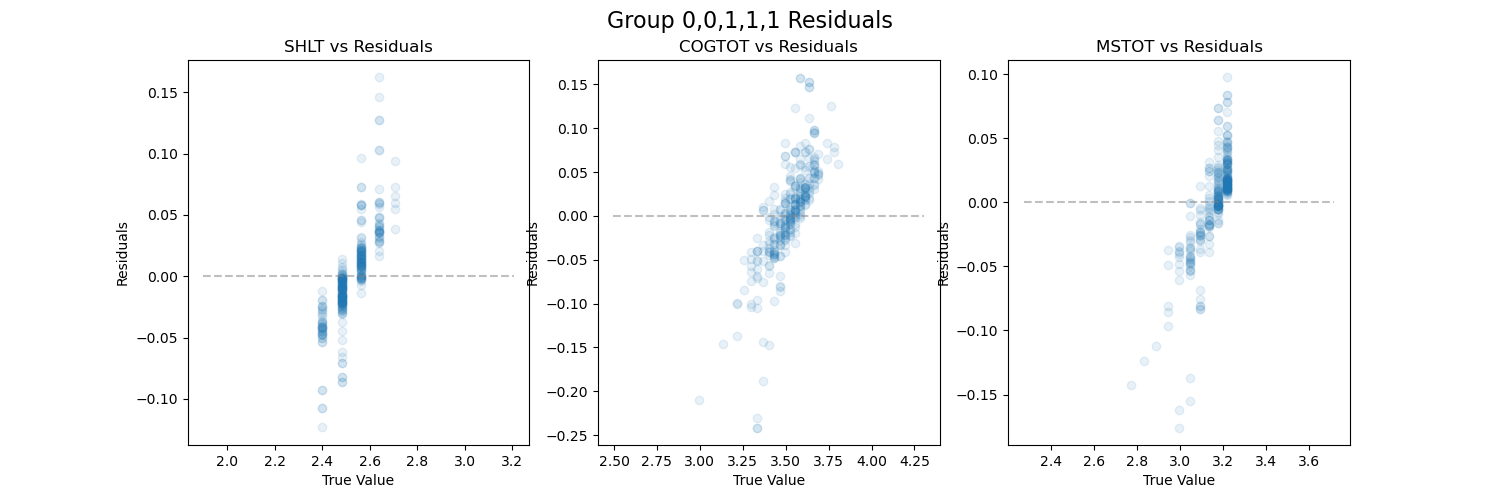 Group 0,0,1,1,1 Residuals
SHLT vs Residuals
0.15
0.10
0.05
0.00
−0.05
−0.10
Residuals
2.0 2.2 2.4 2.6 2.8 3.0 3.2
True Value
COGTOT vs Residuals
0.15
0.10
0.05
0.00
−0.05
−0.10
−0.15
−0.20
−0.25
Residuals
2.50 2.75 3.00 3.25 3.50 3.75 4.00 4.25
True Value
MSTOT vs Residuals
0.10
0.05
0.00
−0.05
−0.10
−0.15
Residuals
2.4 2.6 2.8 3.0 3.2 3.4 3.6
True Value